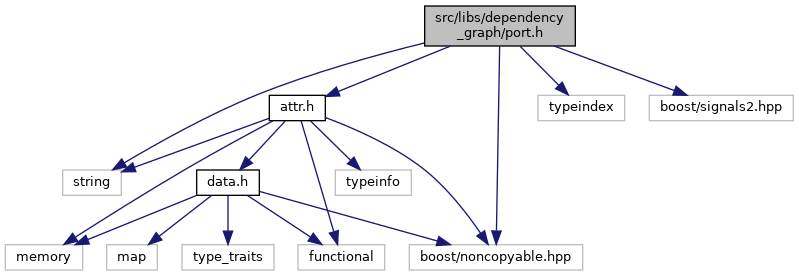 src/libs/dependency
_graph/port.h
attr.h
typeindex
boost/signals2.hpp
string
data.h
typeinfo
memory
map
type_traits
functional
boost/noncopyable.hpp